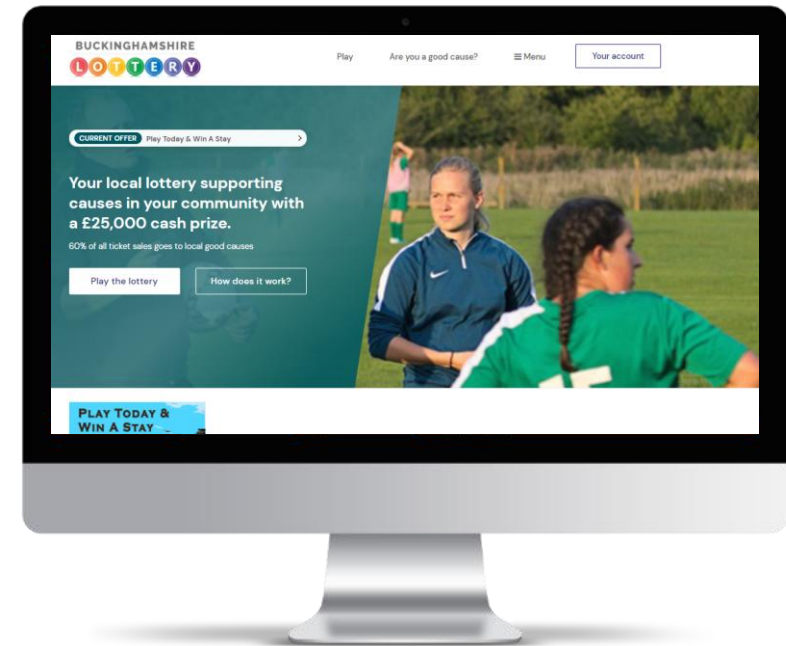 BUCKINGHAMSHIRE
LOTTERY
Play Are you a good cause? Menu Your account
CURRENT OFFER Play Today & Win A Stay
Your local lottery supporting
causes in your community with
a £25,000 cash prize.
60% of all ticket sales goes to local good causes
Play the lottery How does it work?
PLAY TODAY &
WIN A STAY